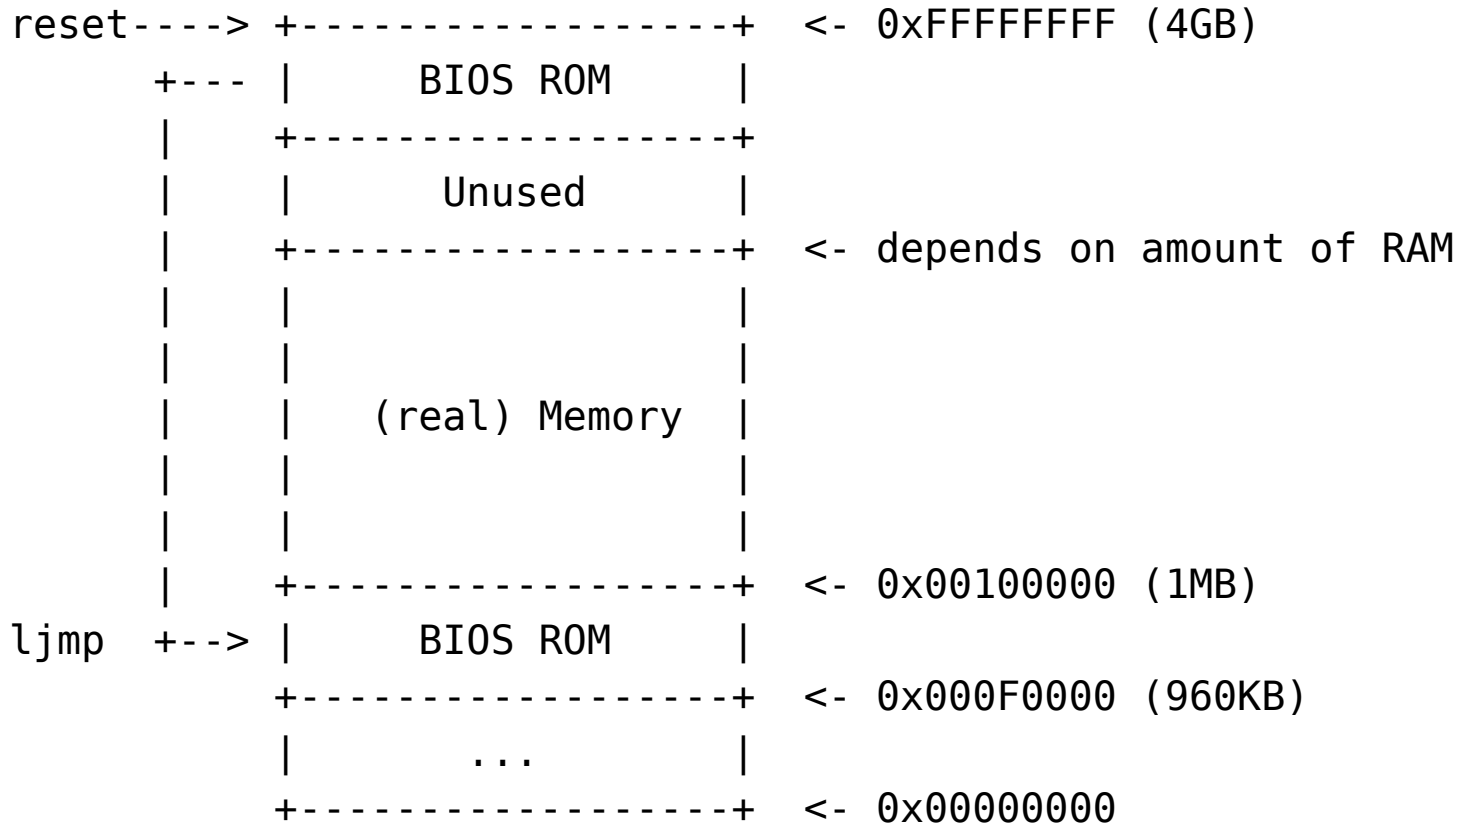 reset----> +------------------+  <- 0xFFFFFFFF (4GB)
      +--- |     BIOS ROM     |
      |    +------------------+
      |    |      Unused      |
      |    +------------------+  <- depends on amount of RAM
      |    |                  |
      |    |                  |
      |    |   (real) Memory  |
      |    |                  |
      |    |                  |
      |    +------------------+  <- 0x00100000 (1MB)
ljmp  +--> |     BIOS ROM     |
           +------------------+  <- 0x000F0000 (960KB)
           |       ...        |
           +------------------+  <- 0x00000000